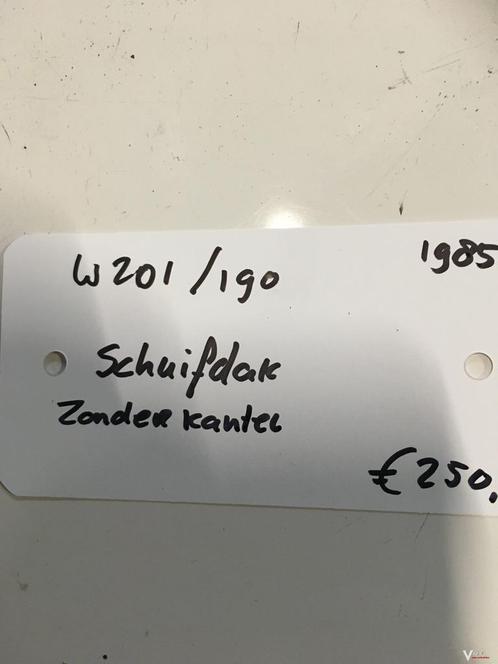 W201/190 1985
Schuifdak
Zonder kantel
€250,